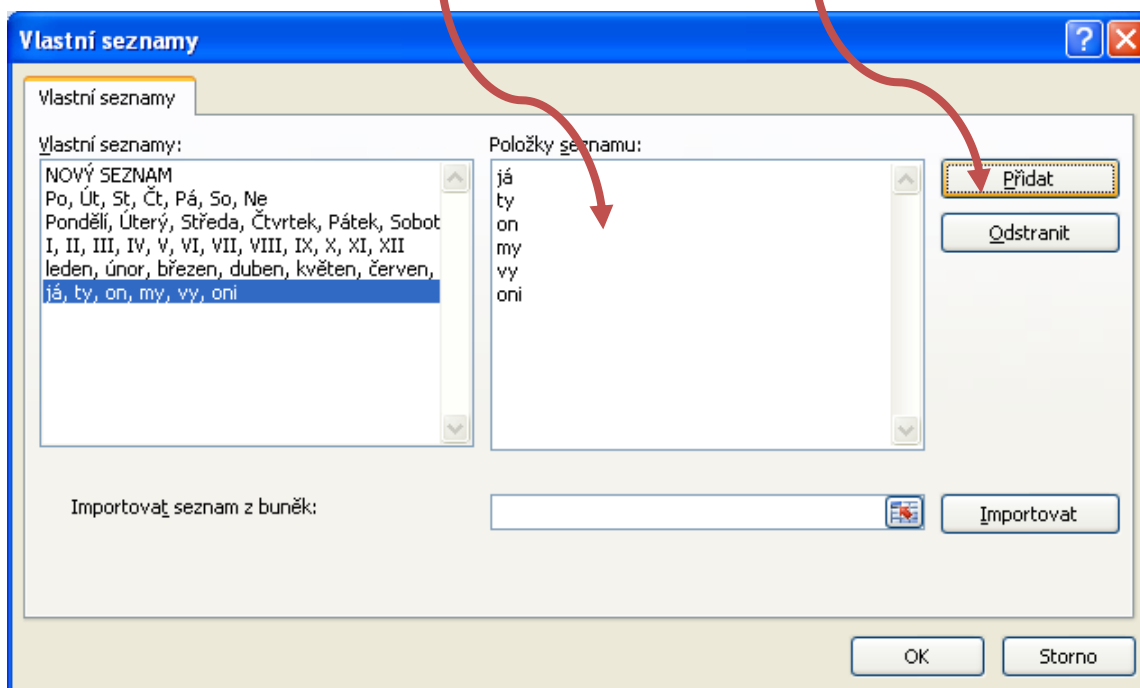 Vlastní seznamy
Vlastní seznamy
Vlastní seznamy:
NOVÝ SEZNAM
Po, Út, St, Čt, Pá, So, Ne
Pondělí, Úterý, Středa, Čtvrtek, Pátek, Sobot
I, II, III, IV, V, VI, VII, VIII, IX, X, XI, XII
leden, únor, březen, duben, květen, červen,
já, ty, on, my, vy, oni
Položky seznamu:
já
ty
on
my
vy
oni
Přidat
Odstranit
Importovat seznam z buněk:
Importovat
OK
Storno